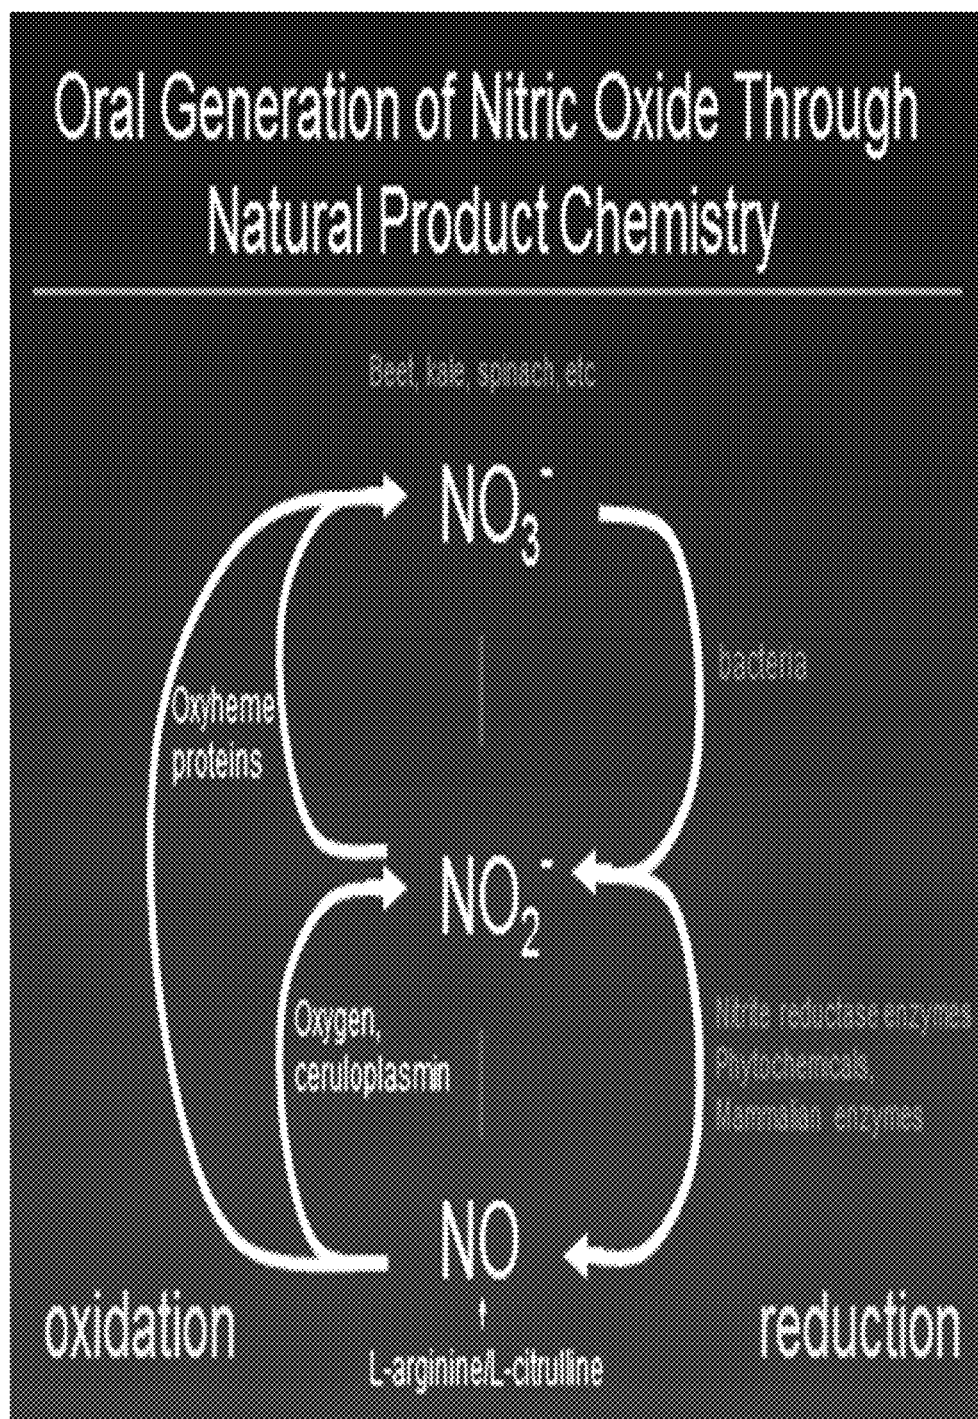 Oral Generation of Nitric Oxide Through
Natural Product Chemistry
Beet, kale, spinach, etc
NO3-
bacteria
Oxyheme
proteins
NO2-
Oxygen,
ceruloplasmin
Nitrite reductase enzymes
Phytochemicals,
Mammalian enzymes
NO
oxidation
reduction
L-arginine/L-citrulline